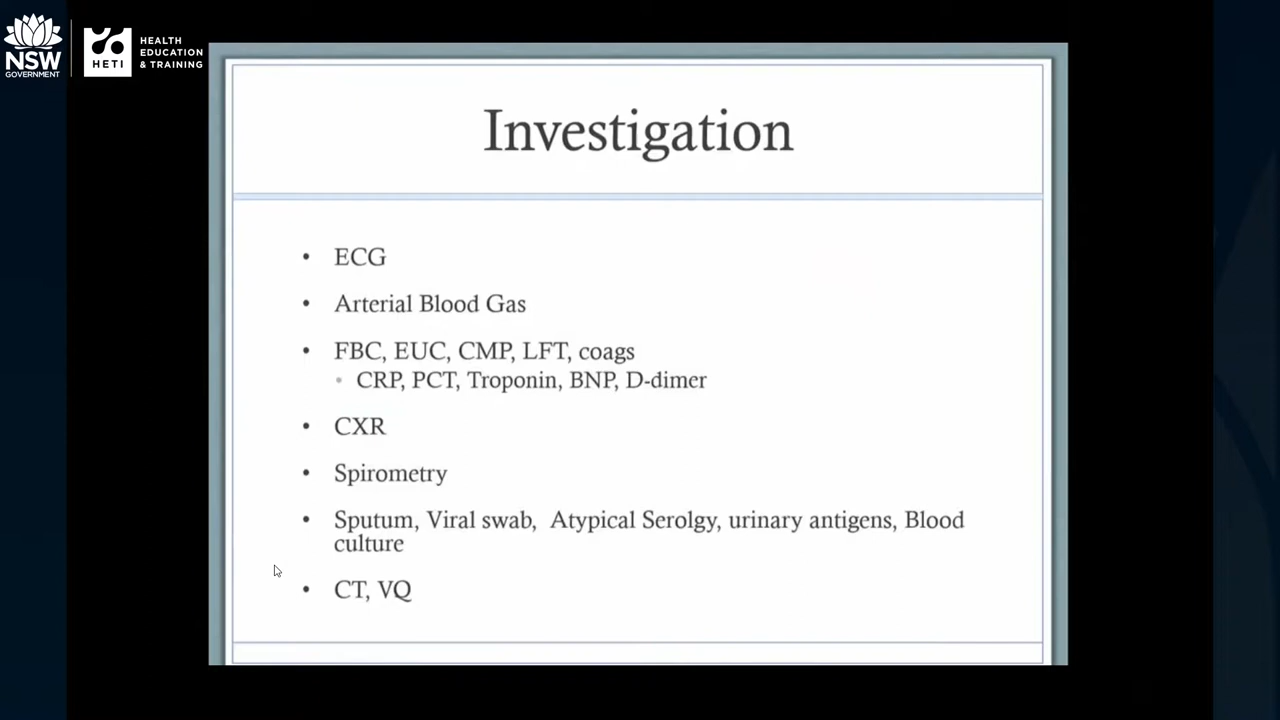 NSW
GOVERNMENT
HETI
HEALTH
EDUCATION
& TRAINING
Investigation
• ECG
• Arterial Blood Gas
• FBC, EUC, CMP, LFT, coags
• CRP, PCT, Troponin, BNP, D-dimer
• CXR
• Spirometry
• Sputum, Viral swab, Atypical Serolgy, urinary antigens, Blood
culture
• CT, VQ